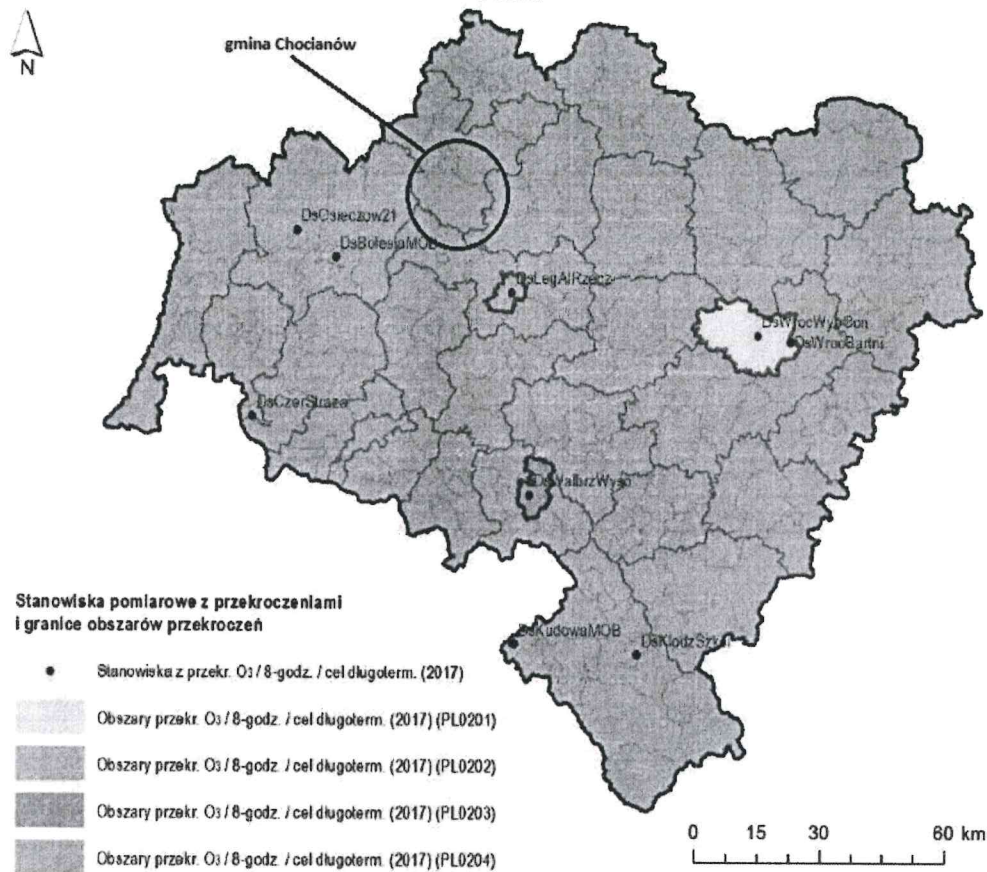 N
gmina Chocianów
DsOsieczow21
DsBolesłaMOB
DsLegAlRzecz
DsWrocWybCon
DsWrocBartni
DsCzerStraza
DsWalbrzWyso
DsKudowaMOB
DsKlodzSzkol
Stanowiska pomiarowe z przekroczeniami
i granice obszarów przekroczeń
Stanowiska z przekr. O3 / 8-godz. / cel długoterm. (2017)
Obszary przekr. O3 / 8-godz. / cel długoterm. (2017) (PL0201)
Obszary przekr. O3 / 8-godz. / cel długoterm. (2017) (PL0202)
Obszary przekr. O3 / 8-godz. / cel długoterm. (2017) (PL0203)
Obszary przekr. O3 / 8-godz. / cel długoterm. (2017) (PL0204)
0 15 30 60 km